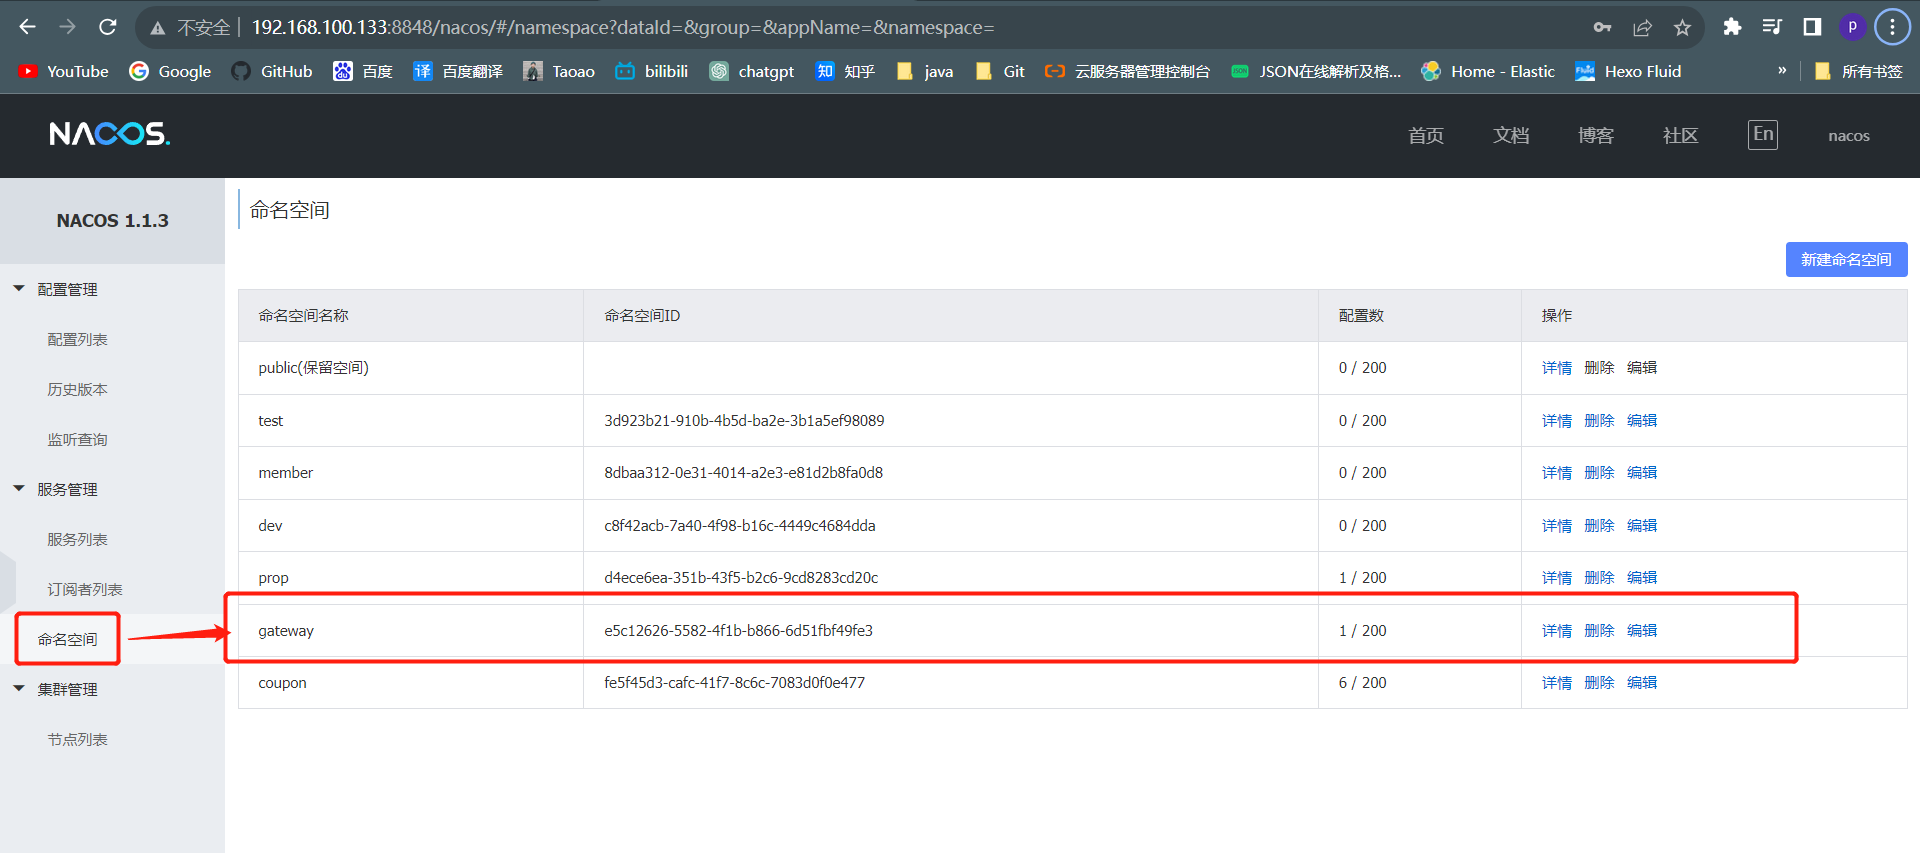 不安全 192.168.100.133:8848/nacos/#/namespace?dataId=&group=&appName=&namespace= p
YouTube Google GitHub 百度 译 百度翻译 Taoao bilibili chatgpt 知 知乎 java Git 云服务器管理控制台 JSON在线解析及格... Home - Elastic Hexo Fluid » 所有书签
NACOS. 首页 文档 博客 社区 En nacos
NACOS 1.1.3
配置管理
配置列表
历史版本
监听查询
服务管理
服务列表
订阅者列表
命名空间
集群管理
节点列表
命名空间
新建命名空间
命名空间名称 命名空间ID 配置数 操作
public(保留空间) 0 / 200 详情 删除 编辑
test 3d923b21-910b-4b5d-ba2e-3b1a5ef98089 0 / 200 详情 删除 编辑
member 8dbaa312-0e31-4014-a2e3-e81d2b8fa0d8 0 / 200 详情 删除 编辑
dev c8f42acb-7a40-4f98-b16c-4449c4684dda 0 / 200 详情 删除 编辑
prop d4ece6ea-351b-43f5-b2c6-9cd8283cd20c 1 / 200 详情 删除 编辑
gateway e5c12626-5582-4f1b-b866-6d51fbf49fe3 1 / 200 详情 删除 编辑
coupon fe5f45d3-cafc-41f7-8c6c-7083d0f0e477 6 / 200 详情 删除 编辑